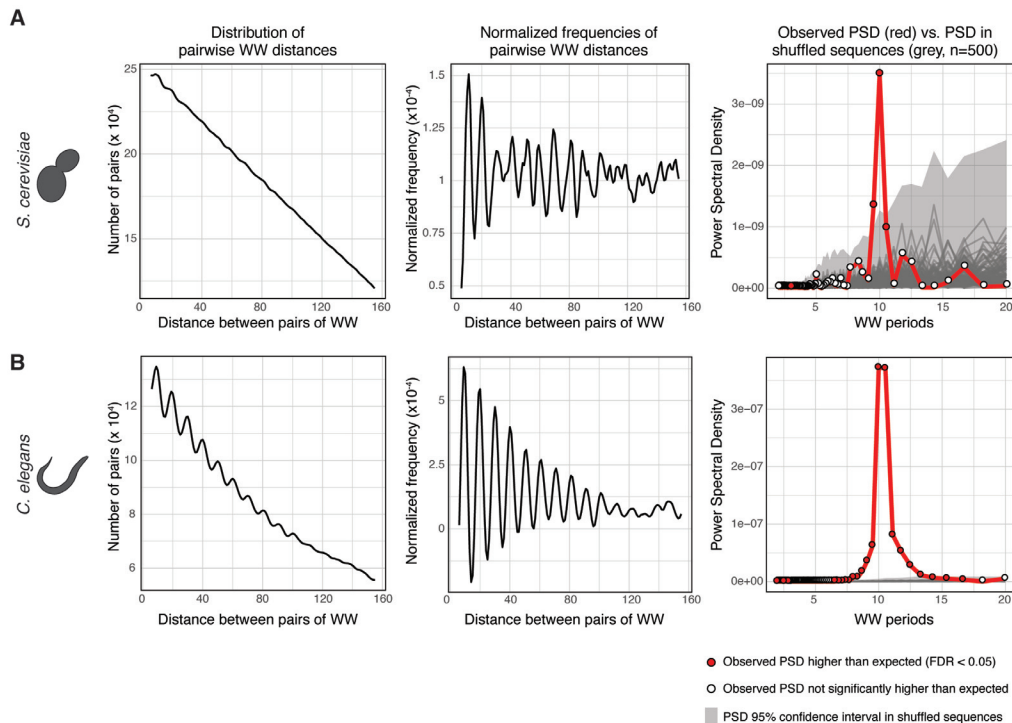 A
Distribution of
pairwise WW distances
Normalized frequencies of
pairwise WW distances
Observed PSD (red) vs. PSD in
shuffled sequences (grey, n=500)
S. cerevisiae
Number of pairs (x 10⁴)
25
20
15
0
40
80
120
160
Distance between pairs of WW
Normalized frequency (x10⁻⁴)
1.5
1.25
1
0.75
0.5
0
40
80
120
160
Distance between pairs of WW
Power Spectral Density
3e-09
2e-09
1e-09
0e+00
5
10
15
20
WW periods
B
C. elegans
Number of pairs (x 10⁴)
12
10
8
6
0
40
80
120
160
Distance between pairs of WW
Normalized frequency (x10⁻⁴)
5
2.5
0
0
40
80
120
160
Distance between pairs of WW
Power Spectral Density
3e-07
2e-07
1e-07
0e+00
5
10
15
20
WW periods
Observed PSD higher than expected (FDR < 0.05)
Observed PSD not significantly higher than expected
PSD 95% confidence interval in shuffled sequences